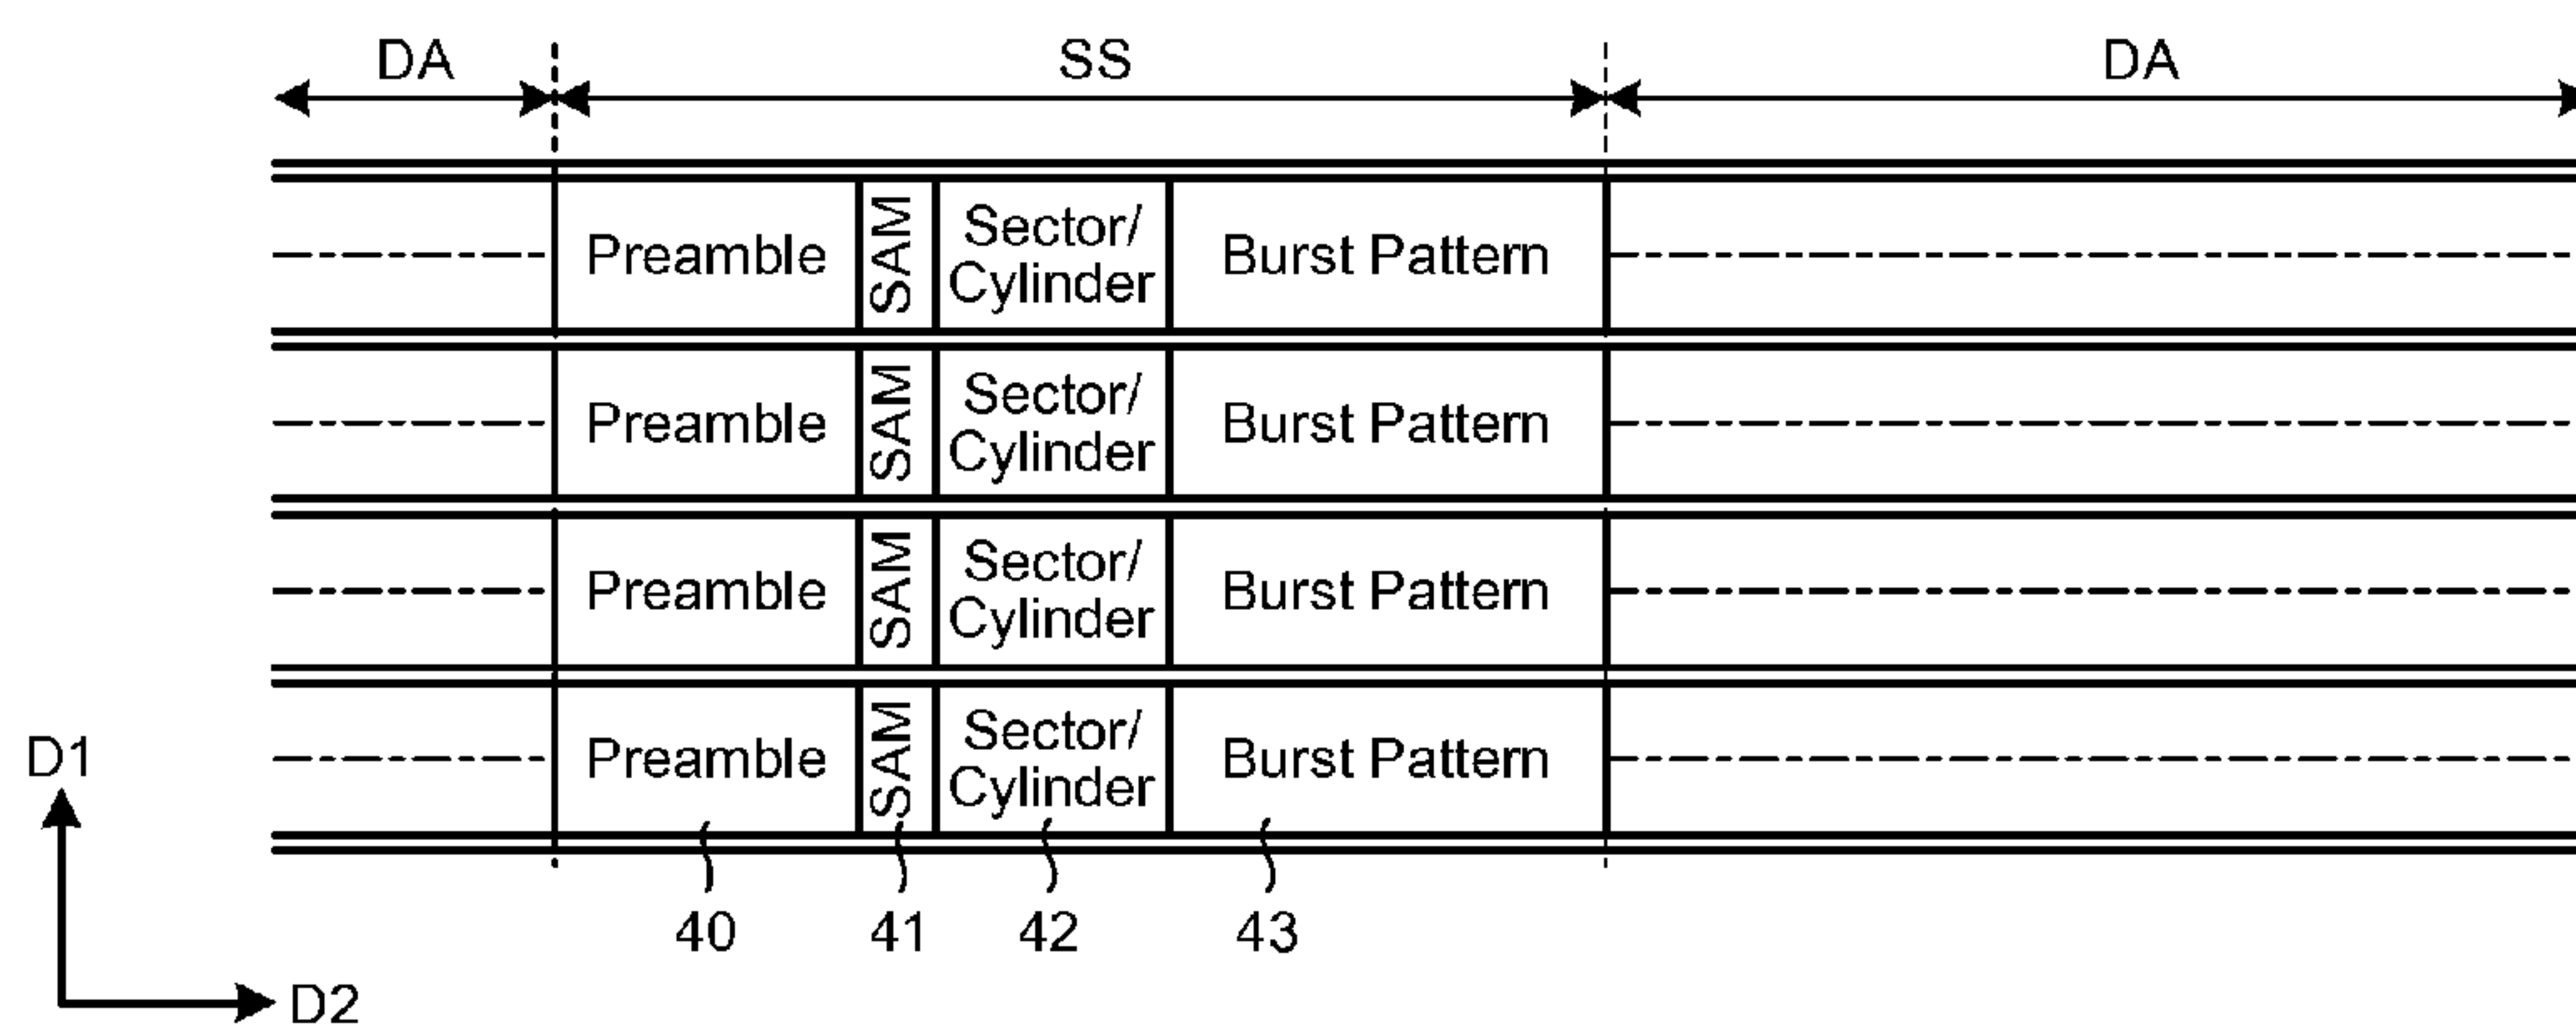 DA SS DA
Preamble SAM Sector/ Cylinder Burst Pattern
Preamble SAM Sector/ Cylinder Burst Pattern
Preamble SAM Sector/ Cylinder Burst Pattern
Preamble SAM Sector/ Cylinder Burst Pattern
D1
40 41 42 43
D2